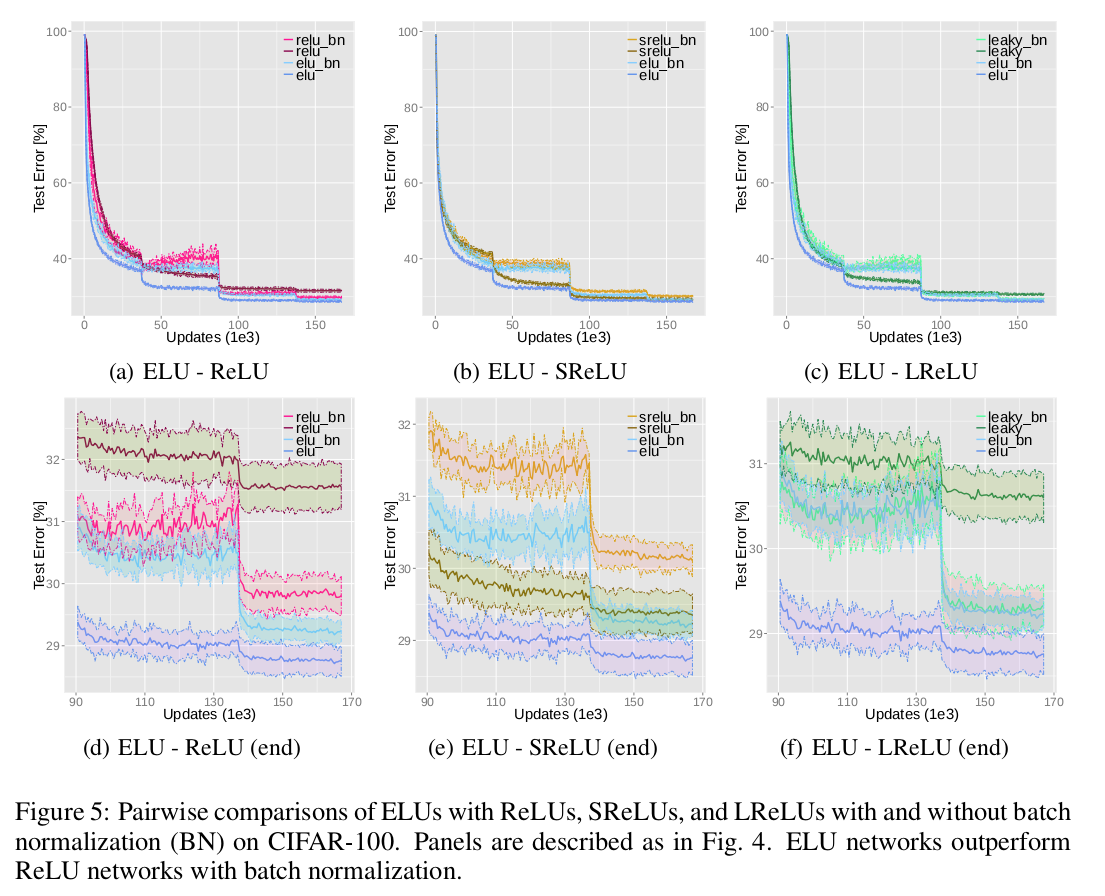 100
80
60
40
Test Error [%]
relu_bn
relu
elu_bn
elu
0 50 100 150
Updates (1e3)
(a) ELU - ReLU
100
80
60
40
Test Error [%]
srelu_bn
srelu
elu_bn
elu
0 50 100 150
Updates (1e3)
(b) ELU - SReLU
100
80
60
40
Test Error [%]
leaky_bn
leaky
elu_bn
elu
0 50 100 150
Updates (1e3)
(c) ELU - LReLU
32
31
30
29
Test Error [%]
relu_bn
relu
elu_bn
elu
90 110 130 150 170
Updates (1e3)
(d) ELU - ReLU (end)
32
31
30
29
Test Error [%]
srelu_bn
srelu
elu_bn
elu
90 110 130 150 170
Updates (1e3)
(e) ELU - SReLU (end)
31
30
29
Test Error [%]
leaky_bn
leaky
elu_bn
elu
90 110 130 150 170
Updates (1e3)
(f) ELU - LReLU (end)
Figure 5: Pairwise comparisons of ELUs with ReLUs, SReLUs, and LReLUs with and without batch
normalization (BN) on CIFAR-100. Panels are described as in Fig. 4. ELU networks outperform
ReLU networks with batch normalization.